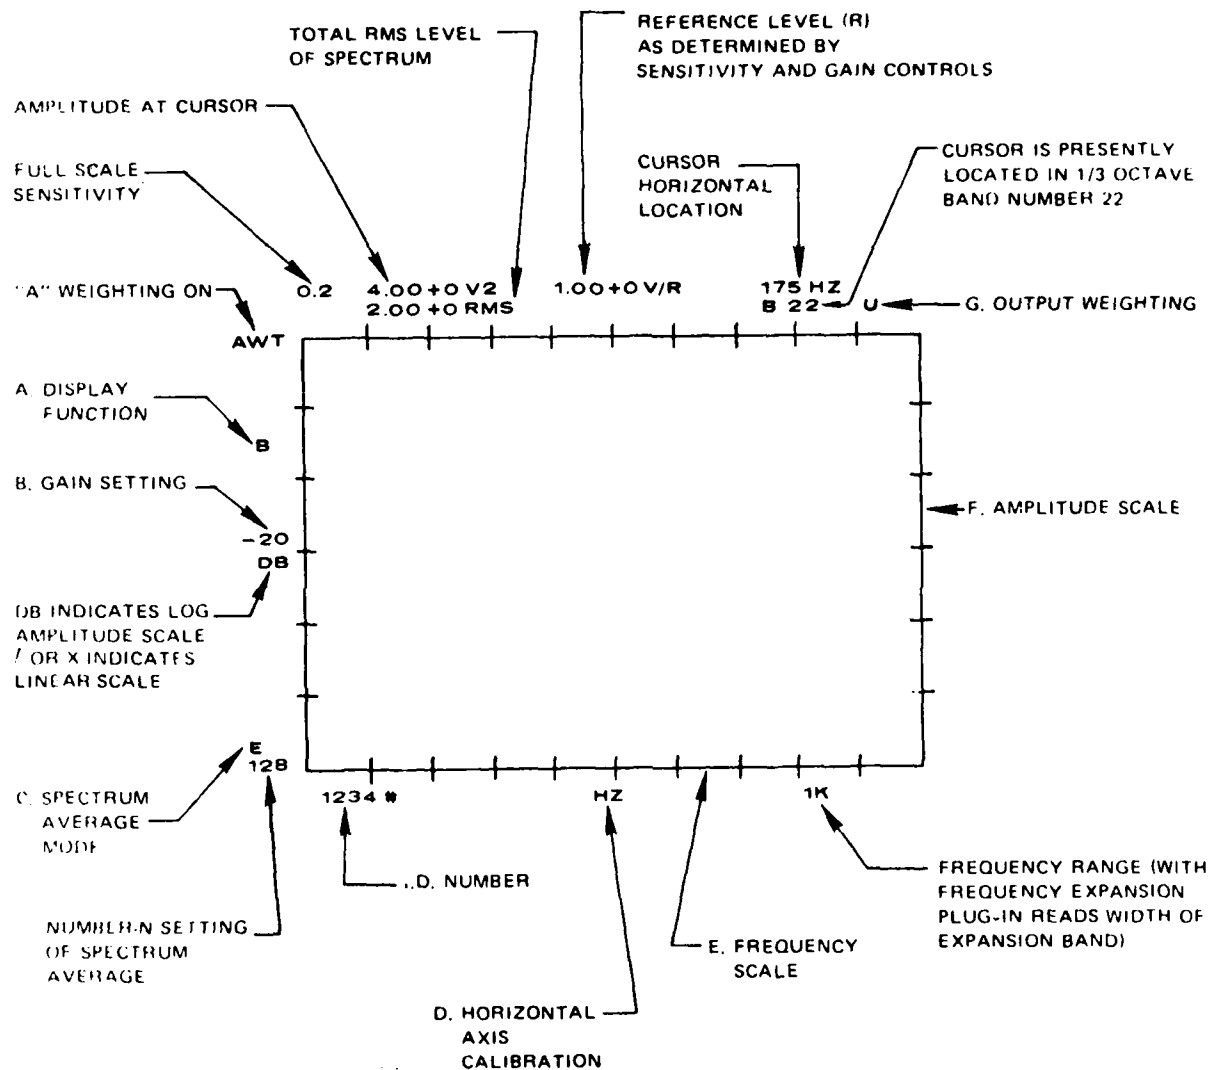 TOTAL RMS LEVEL
OF SPECTRUM
REFERENCE LEVEL (R)
AS DETERMINED BY
SENSITIVITY AND GAIN CONTROLS
AMPLITUDE AT CURSOR
FULL SCALE
SENSITIVITY
CURSOR
HORIZONTAL
LOCATION
CURSOR IS PRESENTLY
LOCATED IN 1/3 OCTAVE
BAND NUMBER 22
"A" WEIGHTING ON
0.2 4.00+0 V2 1.00+0 V/R 175 HZ
2.00+0 RMS B 22 U
G. OUTPUT WEIGHTING
AWT
A. DISPLAY
FUNCTION
B
B. GAIN SETTING
-20
DB
F. AMPLITUDE SCALE
DB INDICATES LOG
AMPLITUDE SCALE
/ OR X INDICATES
LINEAR SCALE
E
128
1234 # HZ 1K
C. SPECTRUM
AVERAGE
MODE
.D. NUMBER
NUMBER-N SETTING
OF SPECTRUM
AVERAGE
E. FREQUENCY
SCALE
FREQUENCY RANGE (WITH
FREQUENCY EXPANSION
PLUG-IN READS WIDTH OF
EXPANSION BAND)
D. HORIZONTAL
AXIS
CALIBRATION